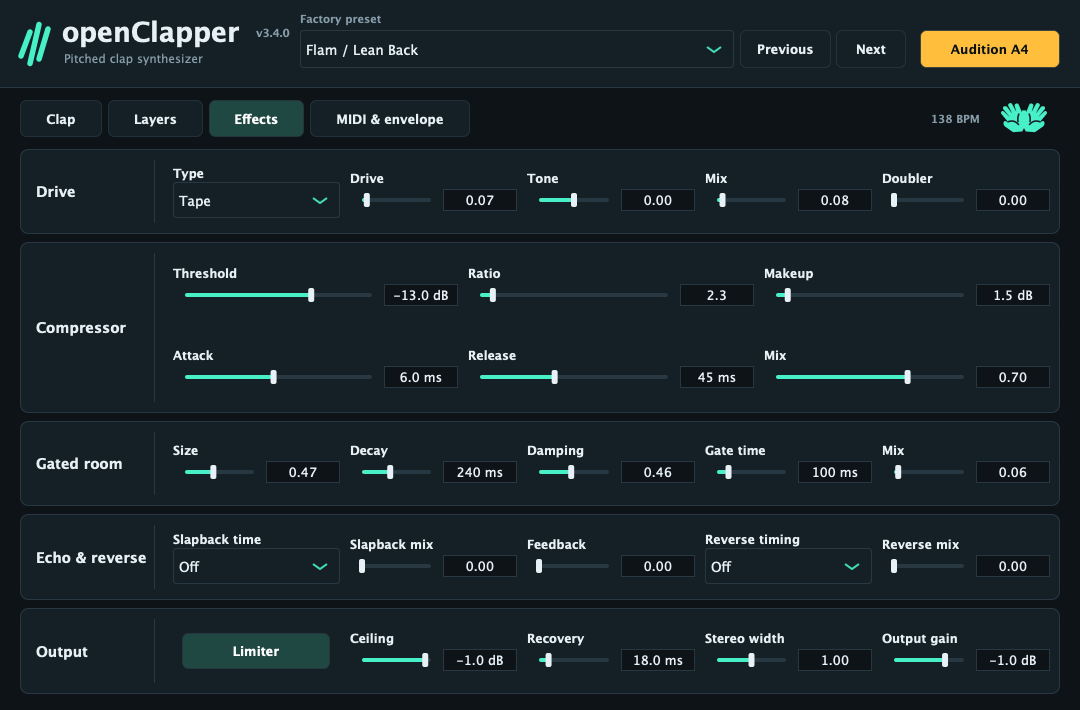 openClapper
v3.4.0
Pitched clap synthesizer
Factory preset
Flam / Lean Back
Previous
Next
Audition A4
Clap
Layers
Effects
MIDI & envelope
138 BPM
Drive
Type
Tape
Drive
0.07
Tone
0.00
Mix
0.08
Doubler
0.00
Compressor
Threshold
-13.0 dB
Ratio
2.3
Makeup
1.5 dB
Attack
6.0 ms
Release
45 ms
Mix
0.70
Gated room
Size
0.47
Decay
240 ms
Damping
0.46
Gate time
100 ms
Mix
0.06
Echo & reverse
Slapback time
Off
Slapback mix
0.00
Feedback
0.00
Reverse timing
Off
Reverse mix
0.00
Output
Limiter
Ceiling
-1.0 dB
Recovery
18.0 ms
Stereo width
1.00
Output gain
-1.0 dB